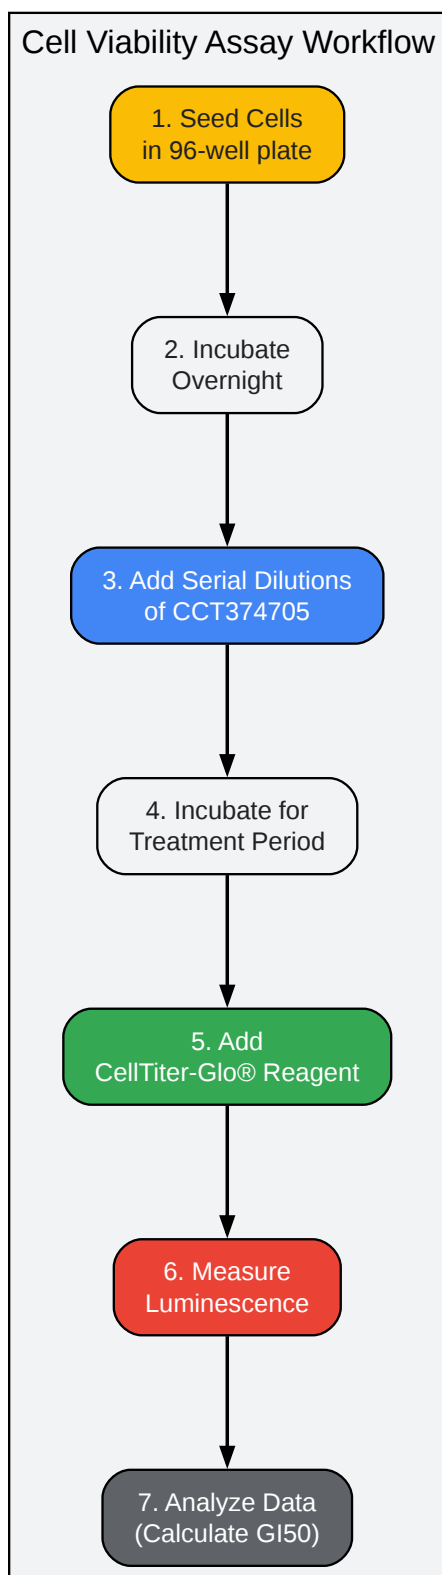 Cell Viability Assay Workflow
1. Seed Cells
in 96-well plate
2. Incubate
Overnight
3. Add Serial Dilutions
of CCT374705
4. Incubate for
Treatment Period
5. Add
CellTiter-Glo® Reagent
6. Measure
Luminescence
7. Analyze Data
(Calculate GI50)